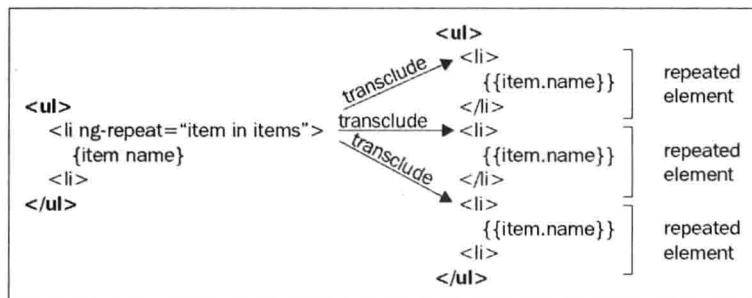 <ul>
<li ng-repeat=“item in items”>
{item name}
<li>
</ul>
transclude
transclude
transclude
<ul>
<li>
{{item.name}}
</li>
<li>
{{item.name}}
</li>
<li>
{{item.name}}
<li>
</ul>
repeated
element
repeated
element
repeated
element